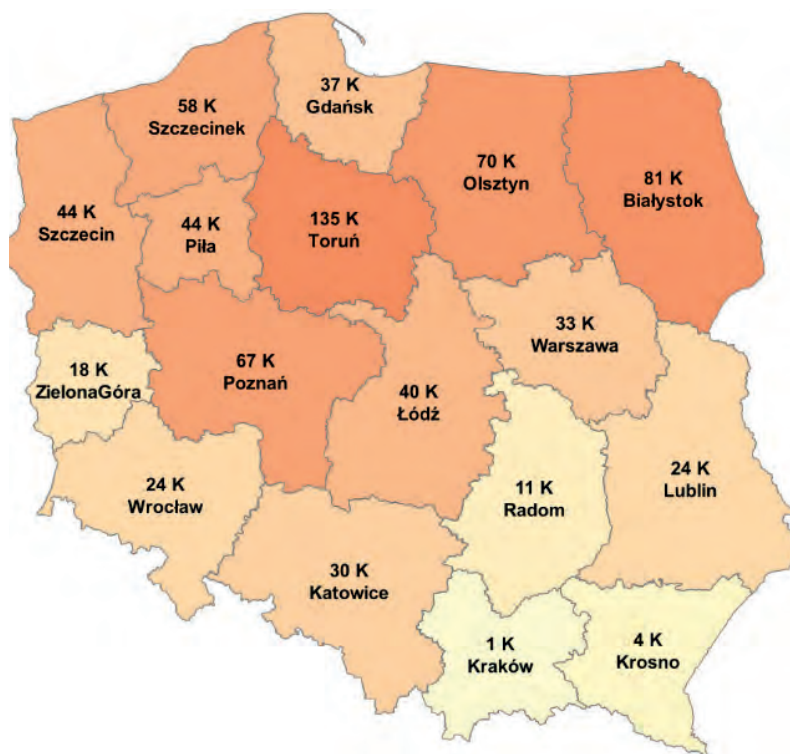 37 K
Gdańsk
58 K
Szczecinek
70 K
Olsztyn
81 K
Białystok
44 K
Szczecin
44 K
Piła
135 K
Toruń
33 K
Warszawa
18 K
ZielonaGóra
67 K
Poznań
40 K
Łódź
24 K
Wrocław
11 K
Radom
24 K
Lublin
30 K
Katowice
1 K
Kraków
4 K
Krosno